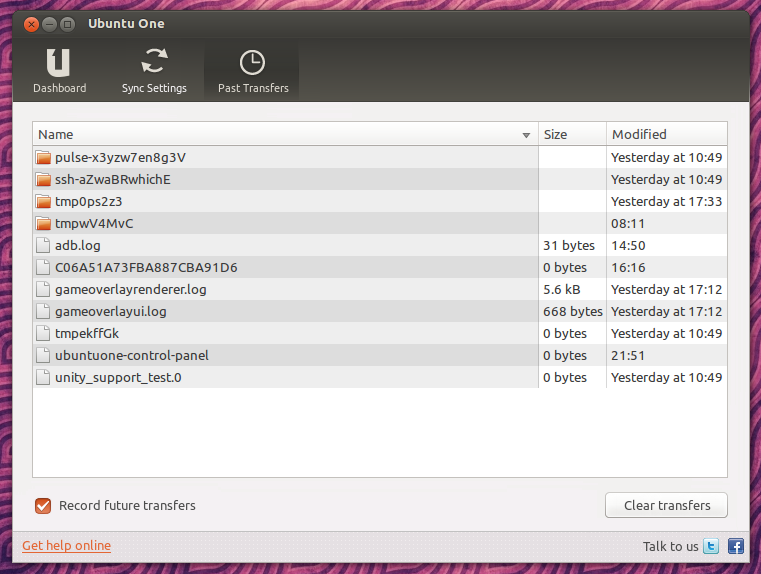 Ubuntu One
Dashboard Sync Settings Past Transfers
Name Size Modified
pulse-x3yzw7en8g3V Yesterday at 10:49
ssh-aZwaBRwhichE Yesterday at 10:49
tmp0ps2z3 Yesterday at 17:33
tmpwV4MvC 08:11
adb.log 31 bytes 14:50
C06A51A73FBA887CBA91D6 0 bytes 16:16
gameoverlayrenderer.log 5.6 kB Yesterday at 17:12
gameoverlayui.log 668 bytes Yesterday at 17:12
tmpekffGk 0 bytes Yesterday at 10:49
ubuntuone-control-panel 0 bytes 21:51
unity_support_test.0 0 bytes Yesterday at 10:49
Record future transfers Clear transfers
Get help online Talk to us